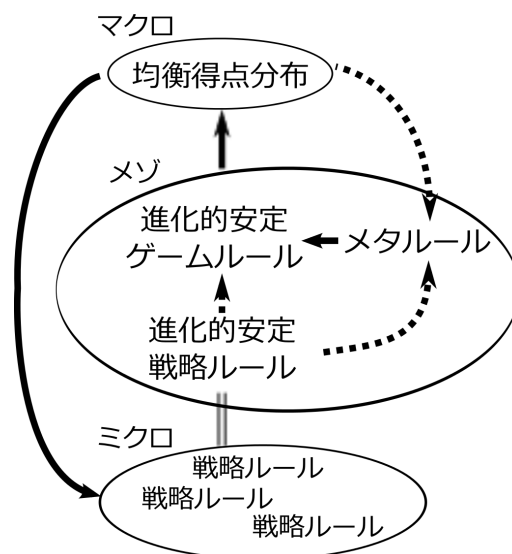 マクロ
均衡得点分布
メゾ
進化的安定
ゲームルール
メタルール
進化的安定
戦略ルール
ミクロ
戦略ルール
戦略ルール
戦略ルール